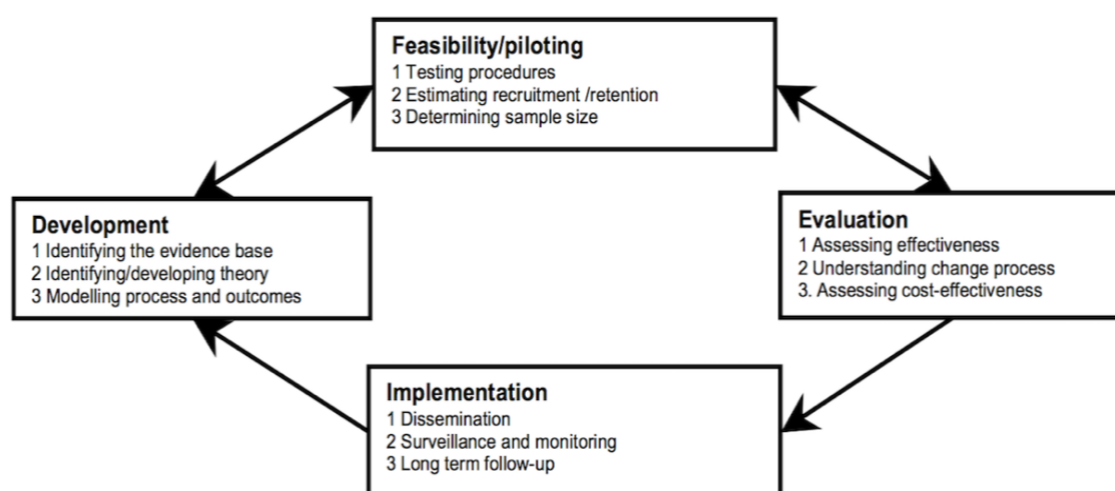 Feasibility/piloting
1 Testing procedures
2 Estimating recruitment /retention
3 Determining sample size
Development
1 Identifying the evidence base
2 Identifying/developing theory
3 Modelling process and outcomes
Evaluation
1 Assessing effectiveness
2 Understanding change process
3. Assessing cost-effectiveness
Implementation
1 Dissemination
2 Surveillance and monitoring
3 Long term follow-up